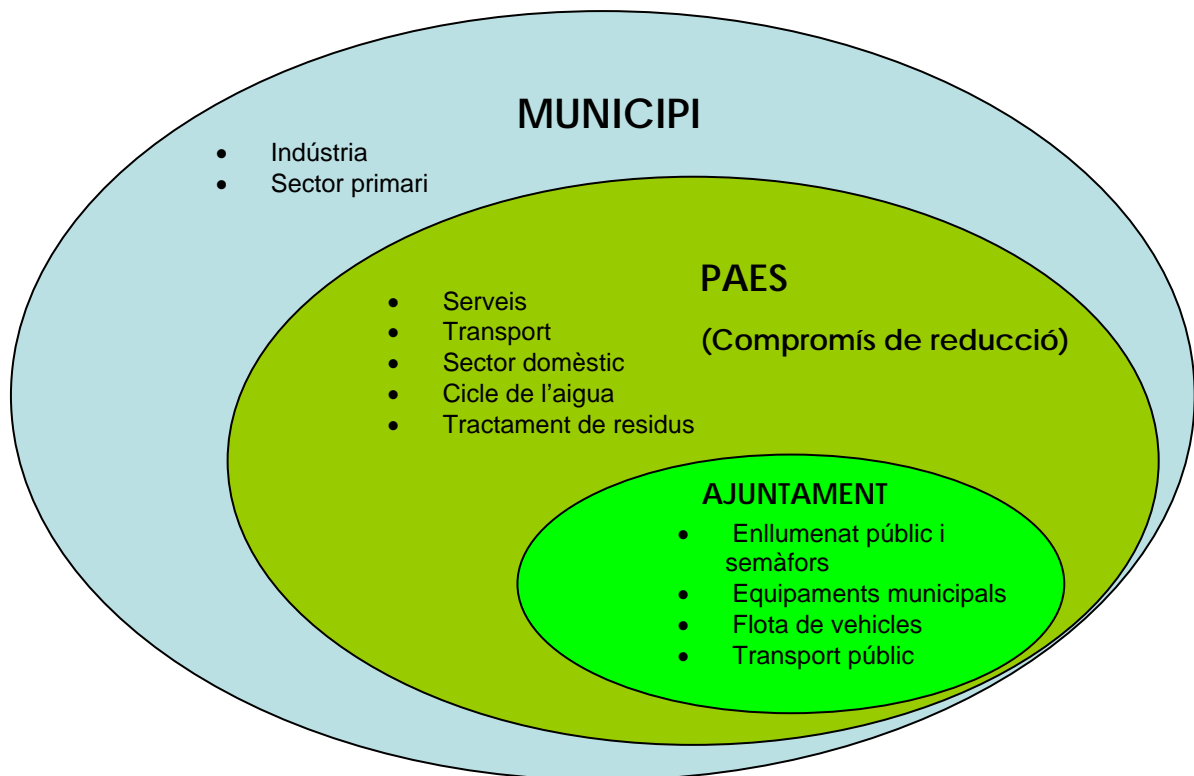 MUNICIPI
• Indústria
• Sector primari
PAES
(Compromís de reducció)
• Serveis
• Transport
• Sector domèstic
• Cicle de l'aigua
• Tractament de residus
AJUNTAMENT
• Enllumenat públic i
semàfors
• Equipaments municipals
• Flota de vehicles
• Transport públic